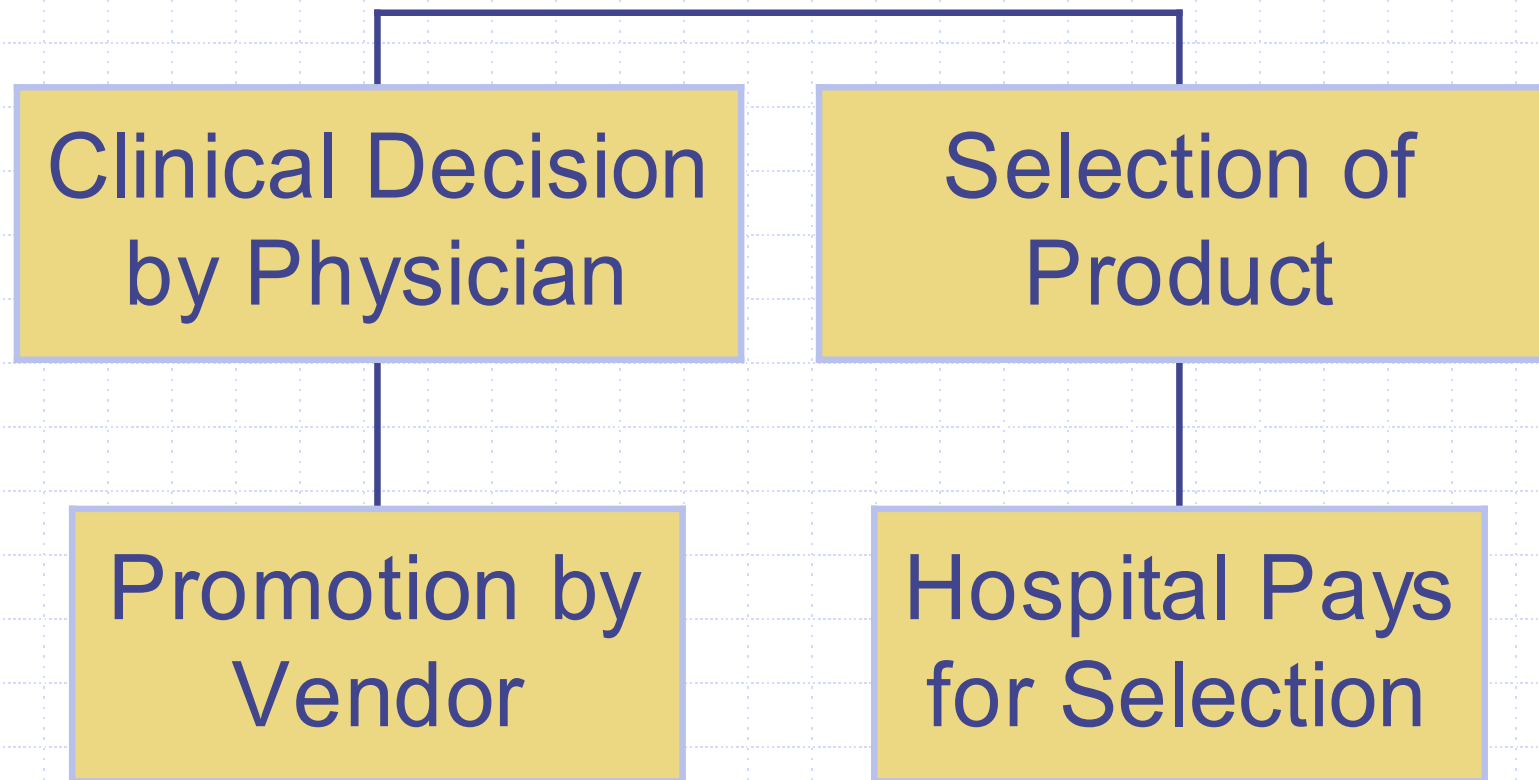 Clinical Decision
by Physician
Selection of
Product
Promotion by
Vendor
Hospital Pays
for Selection